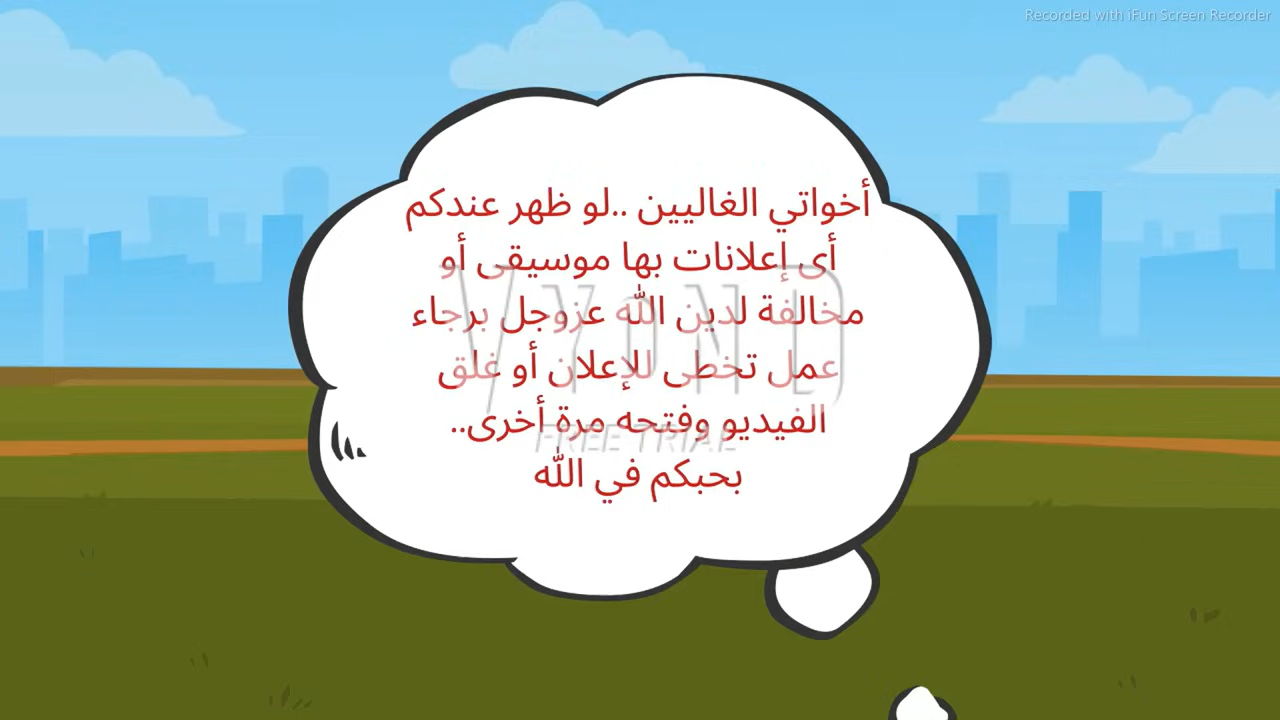 Recorded with iFun Screen Recorder
أخواتي الغاليين ..لو ظهر عندكم
أى إعلانات بها موسيقى أو
مخالفة لدين الله عزوجل برجاء
عمل تخطى للإعلان أو غلق
الفيديو وفتحه مرة أخرى..
بحبكم في الله
VYOND
FREE TRIAL